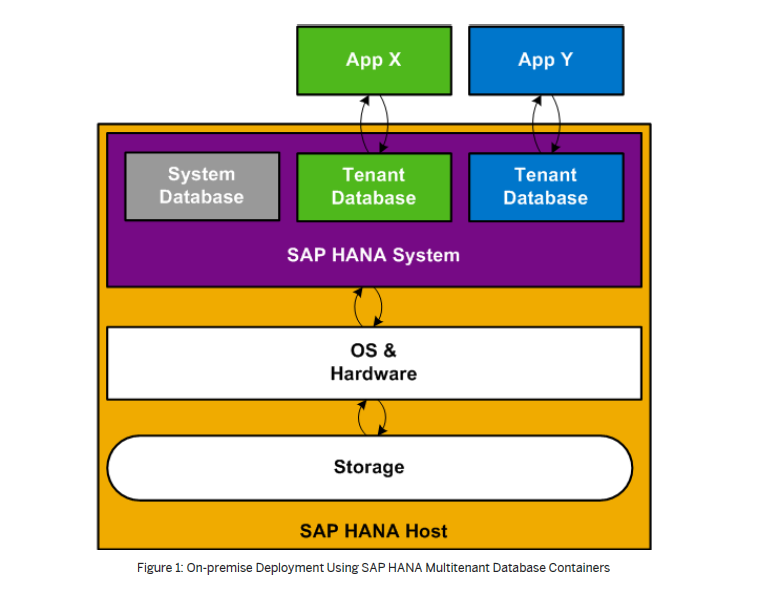 App X
App Y
System
Database
Tenant
Database
Tenant
Database
SAP HANA System
OS &
Hardware
Storage
SAP HANA Host
Figure 1: On-premise Deployment Using SAP HANA Multitenant Database Containers